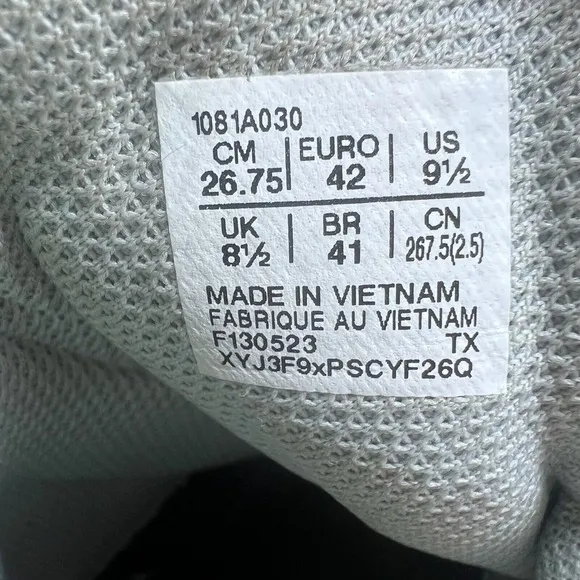 1081A030
CM | EURO | US
26.75 | 42 | 9½
UK | BR | CN
8½ | 41 | 267.5(2.5)
MADE IN VIETNAM
FABRIQUE AU VIETNAM
F130523 TX
XYJ3F9xPSCYF26Q